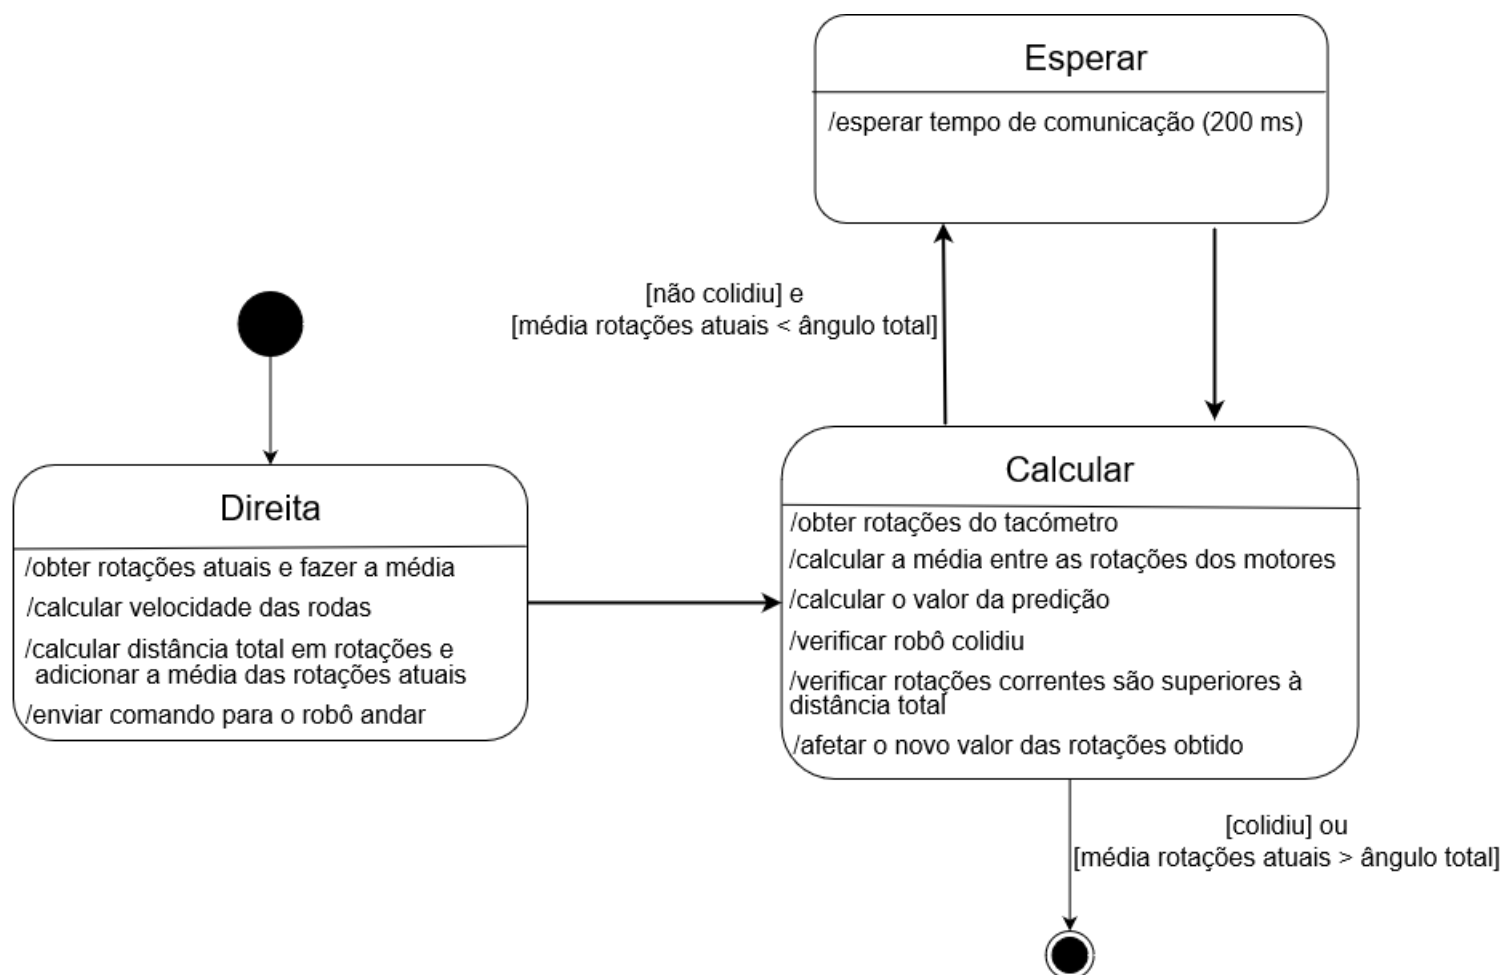 Esperar
/esperar tempo de comunicação (200 ms)
[não colidiu] e
[média rotações atuais < ângulo total]
Direita
/obter rotações atuais e fazer a média
/calcular velocidade das rodas
/calcular distância total em rotações e
adicionar a média das rotações atuais
/enviar comando para o robô andar
Calcular
/obter rotações do tacómetro
/calcular a média entre as rotações dos motores
/calcular o valor da predição
/verificar robô colidiu
/verificar rotações correntes são superiores à
distância total
/afetar o novo valor das rotações obtido
[colidiu] ou
[média rotações atuais > ângulo total]